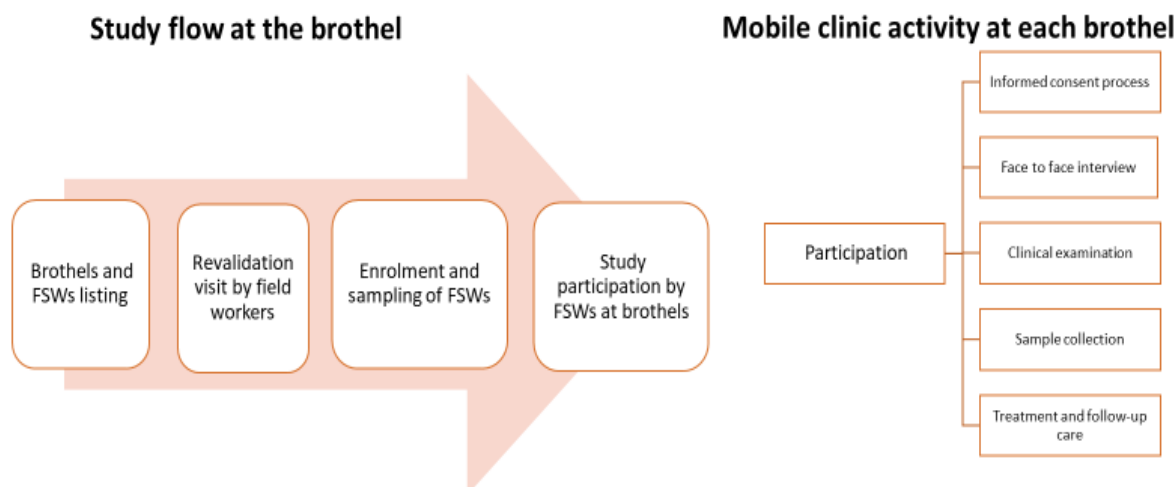 Study flow at the brothel
Brothels and
FSWs listing
Revalidation
visit by field
workers
Enrolment and
sampling of FSWs
Study
participation by
FSWs at brothels
Mobile clinic activity at each brothel
Participation
Informed consent process
Face to face interview
Clinical examination
Sample collection
Treatment and follow-up
care